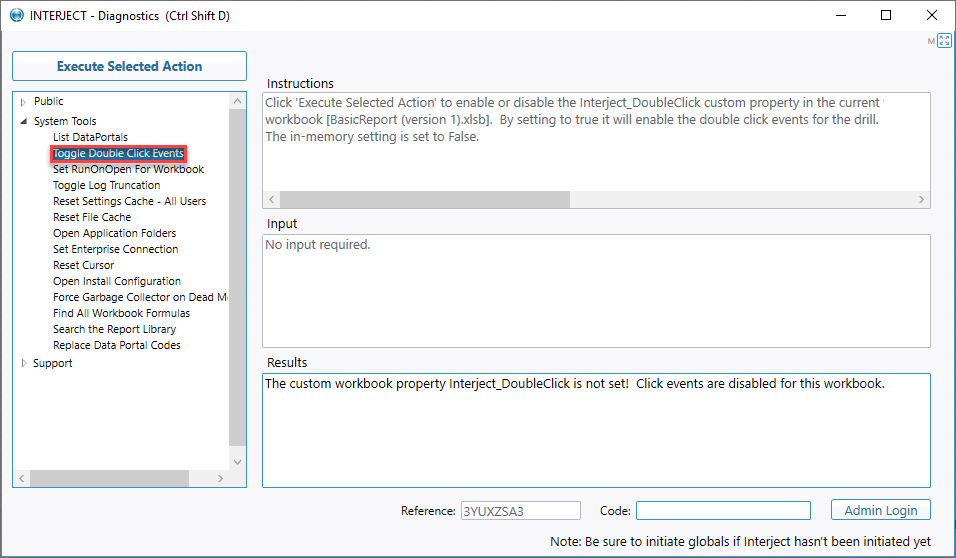 INTERJECT - Diagnostics (Ctrl Shift D)
M
Execute Selected Action
Public
System Tools
List DataPortals
Toggle Double Click Events
Set RunOnOpen For Workbook
Toggle Log Truncation
Reset Settings Cache - All Users
Reset File Cache
Open Application Folders
Set Enterprise Connection
Reset Cursor
Open Install Configuration
Force Garbage Collector on Dead M
Find All Workbook Formulas
Search the Report Library
Replace Data Portal Codes
Support
Instructions
Click 'Execute Selected Action' to enable or disable the Interject_DoubleClick custom property in the current
workbook [BasicReport (version 1).xlsb].  By setting to true it will enable the double click events for the drill.
The in-memory setting is set to False.
Input
No input required.
Results
The custom workbook property Interject_DoubleClick is not set!  Click events are disabled for this workbook.
Reference: 3YUXZSA3 Code: Admin Login
Note: Be sure to initiate globals if Interject hasn't been initiated yet